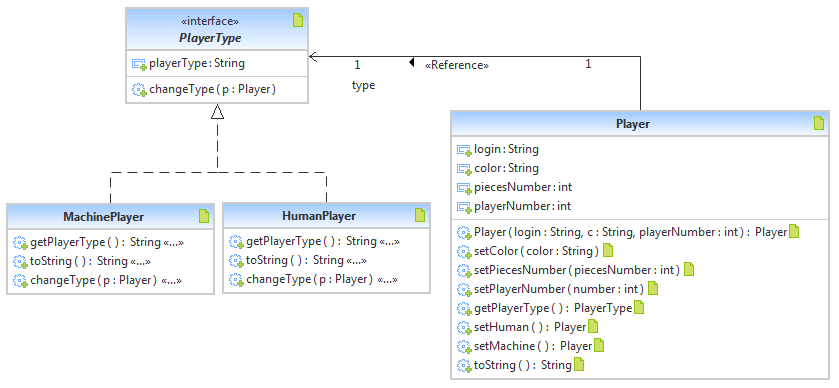 «interface»
PlayerType
playerType : String
changeType ( p : Player )
1
«Reference»
1
type
Player
login : String
color : String
piecesNumber : int
playerNumber : int
Player ( login : String, c : String, playerNumber : int ) : Player
setColor ( color : String )
setPiecesNumber ( piecesNumber : int )
setPlayerNumber ( number : int )
getPlayerType ( ) : PlayerType
setHuman ( ) : Player
setMachine ( ) : Player
toString ( ) : String
MachinePlayer
getPlayerType ( ) : String «...»
toString ( ) : String «...»
changeType ( p : Player ) «...»
HumanPlayer
getPlayerType ( ) : String «...»
toString ( ) : String «...»
changeType ( p : Player ) «...»